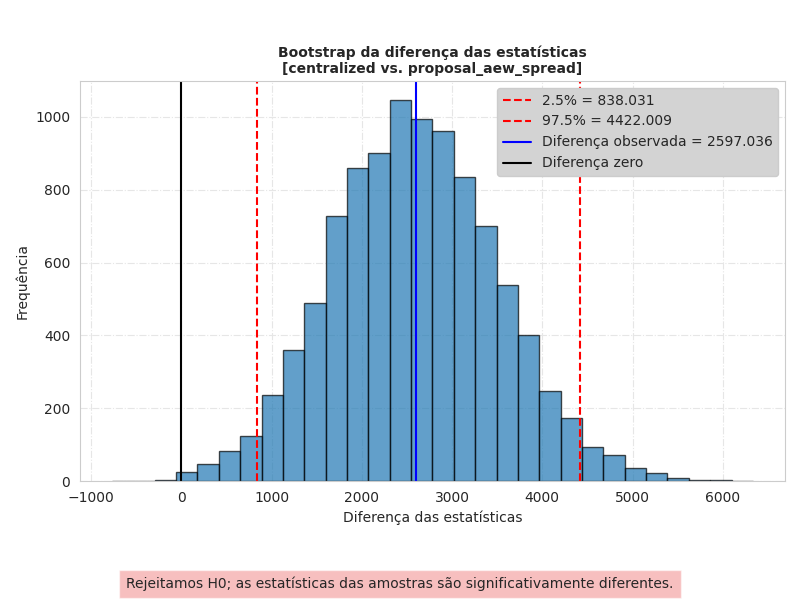 Bootstrap da diferença das estatísticas
[centralized vs. proposal_aew_spread]
2.5% = 838.031
97.5% = 4422.009
Diferença observada = 2597.036
Diferença zero
Frequência
1000
800
600
400
200
0
−1000
0
1000
2000
3000
4000
5000
6000
Diferença das estatísticas
Rejeitamos H0; as estatísticas das amostras são significativamente diferentes.